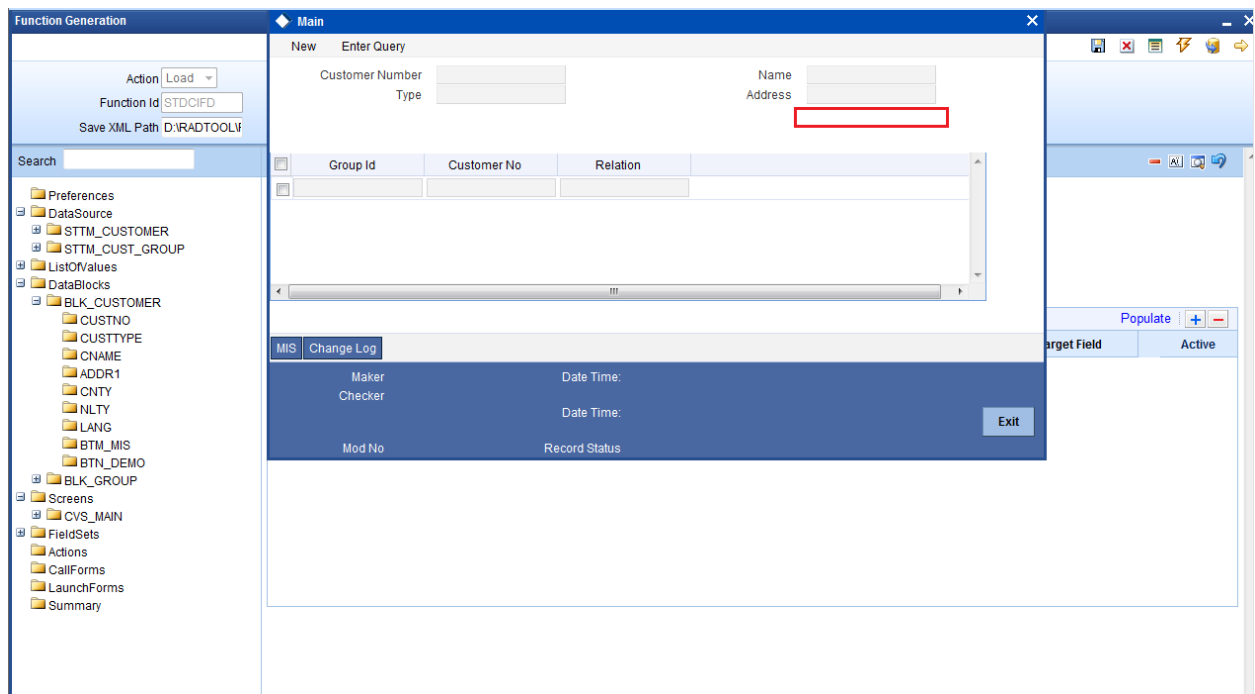 Function Generation
Main
New Enter Query
Action Load
Function Id STDCIFD
Save XML Path D:\RADTOOL\F
Customer Number
Name
Type
Address
Search
Group Id Customer No Relation
Preferences
DataSource
STTM_CUSTOMER
STTM_CUST_GROUP
ListOfValues
DataBlocks
BLK_CUSTOMER
CUSTNO
CUSTTYPE
CNAME
ADDR1
CNTY
NLTY
LANG
BTM_MIS
BTN_DEMO
BLK_GROUP
Screens
CVS_MAIN
FieldSets
Actions
CallForms
LaunchForms
Summary
Populate
arget Field Active
MIS Change Log
Maker Date Time:
Checker
Date Time:
Exit
Mod No Record Status